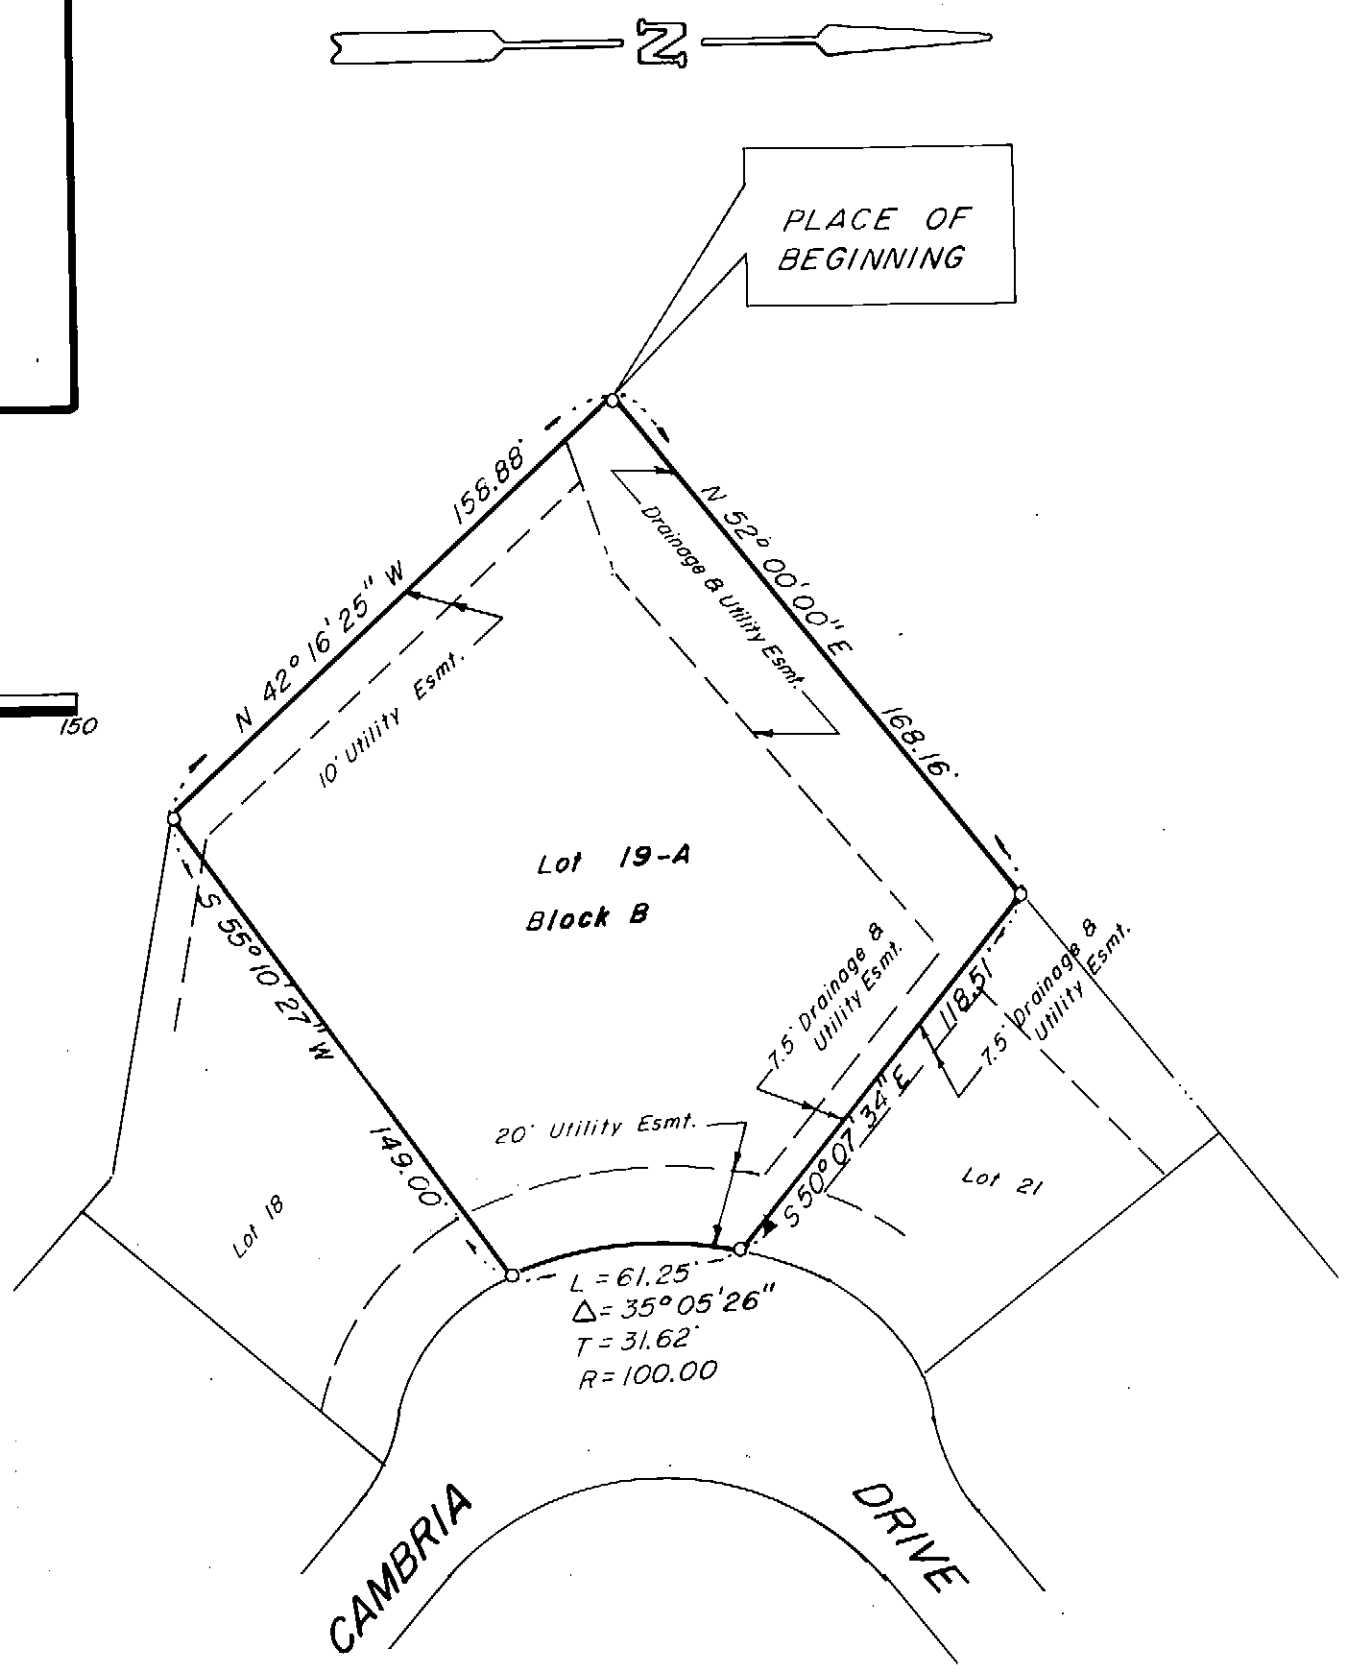 N
PLACE OF
BEGINNING
158.88'
N 42° 16' 25" W
N 52° 00' 00" E
168.16'
Drainage & Utility Esmt.
10' Utility Esmt.
150
Lot 19-A
Block B
S 55° 10' 27" W
149.00'
7.5' Drainage &
Utility Esmt.
118.51'
S 50° 07' 34" E
7.5' Drainage &
Utility Esmt.
20' Utility Esmt.
Lot 18
Lot 21
L = 61.25'
Δ = 35° 05' 26"
T = 31.62'
R = 100.00
CAMBRIA
DRIVE